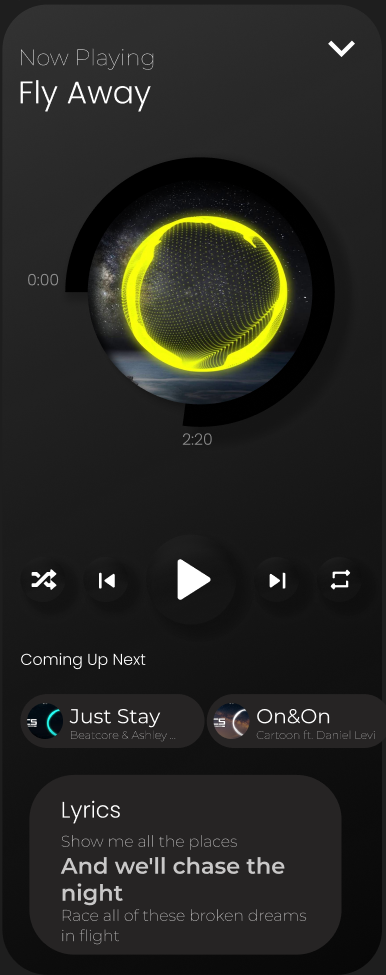 Now Playing
Fly Away
0:00
2:20
Coming Up Next
Just Stay
Beatcore & Ashley ...
On&On
Cartoon ft. Daniel Levi
Lyrics
Show me all the places
And we'll chase the
night
Race all of these broken dreams
in flight